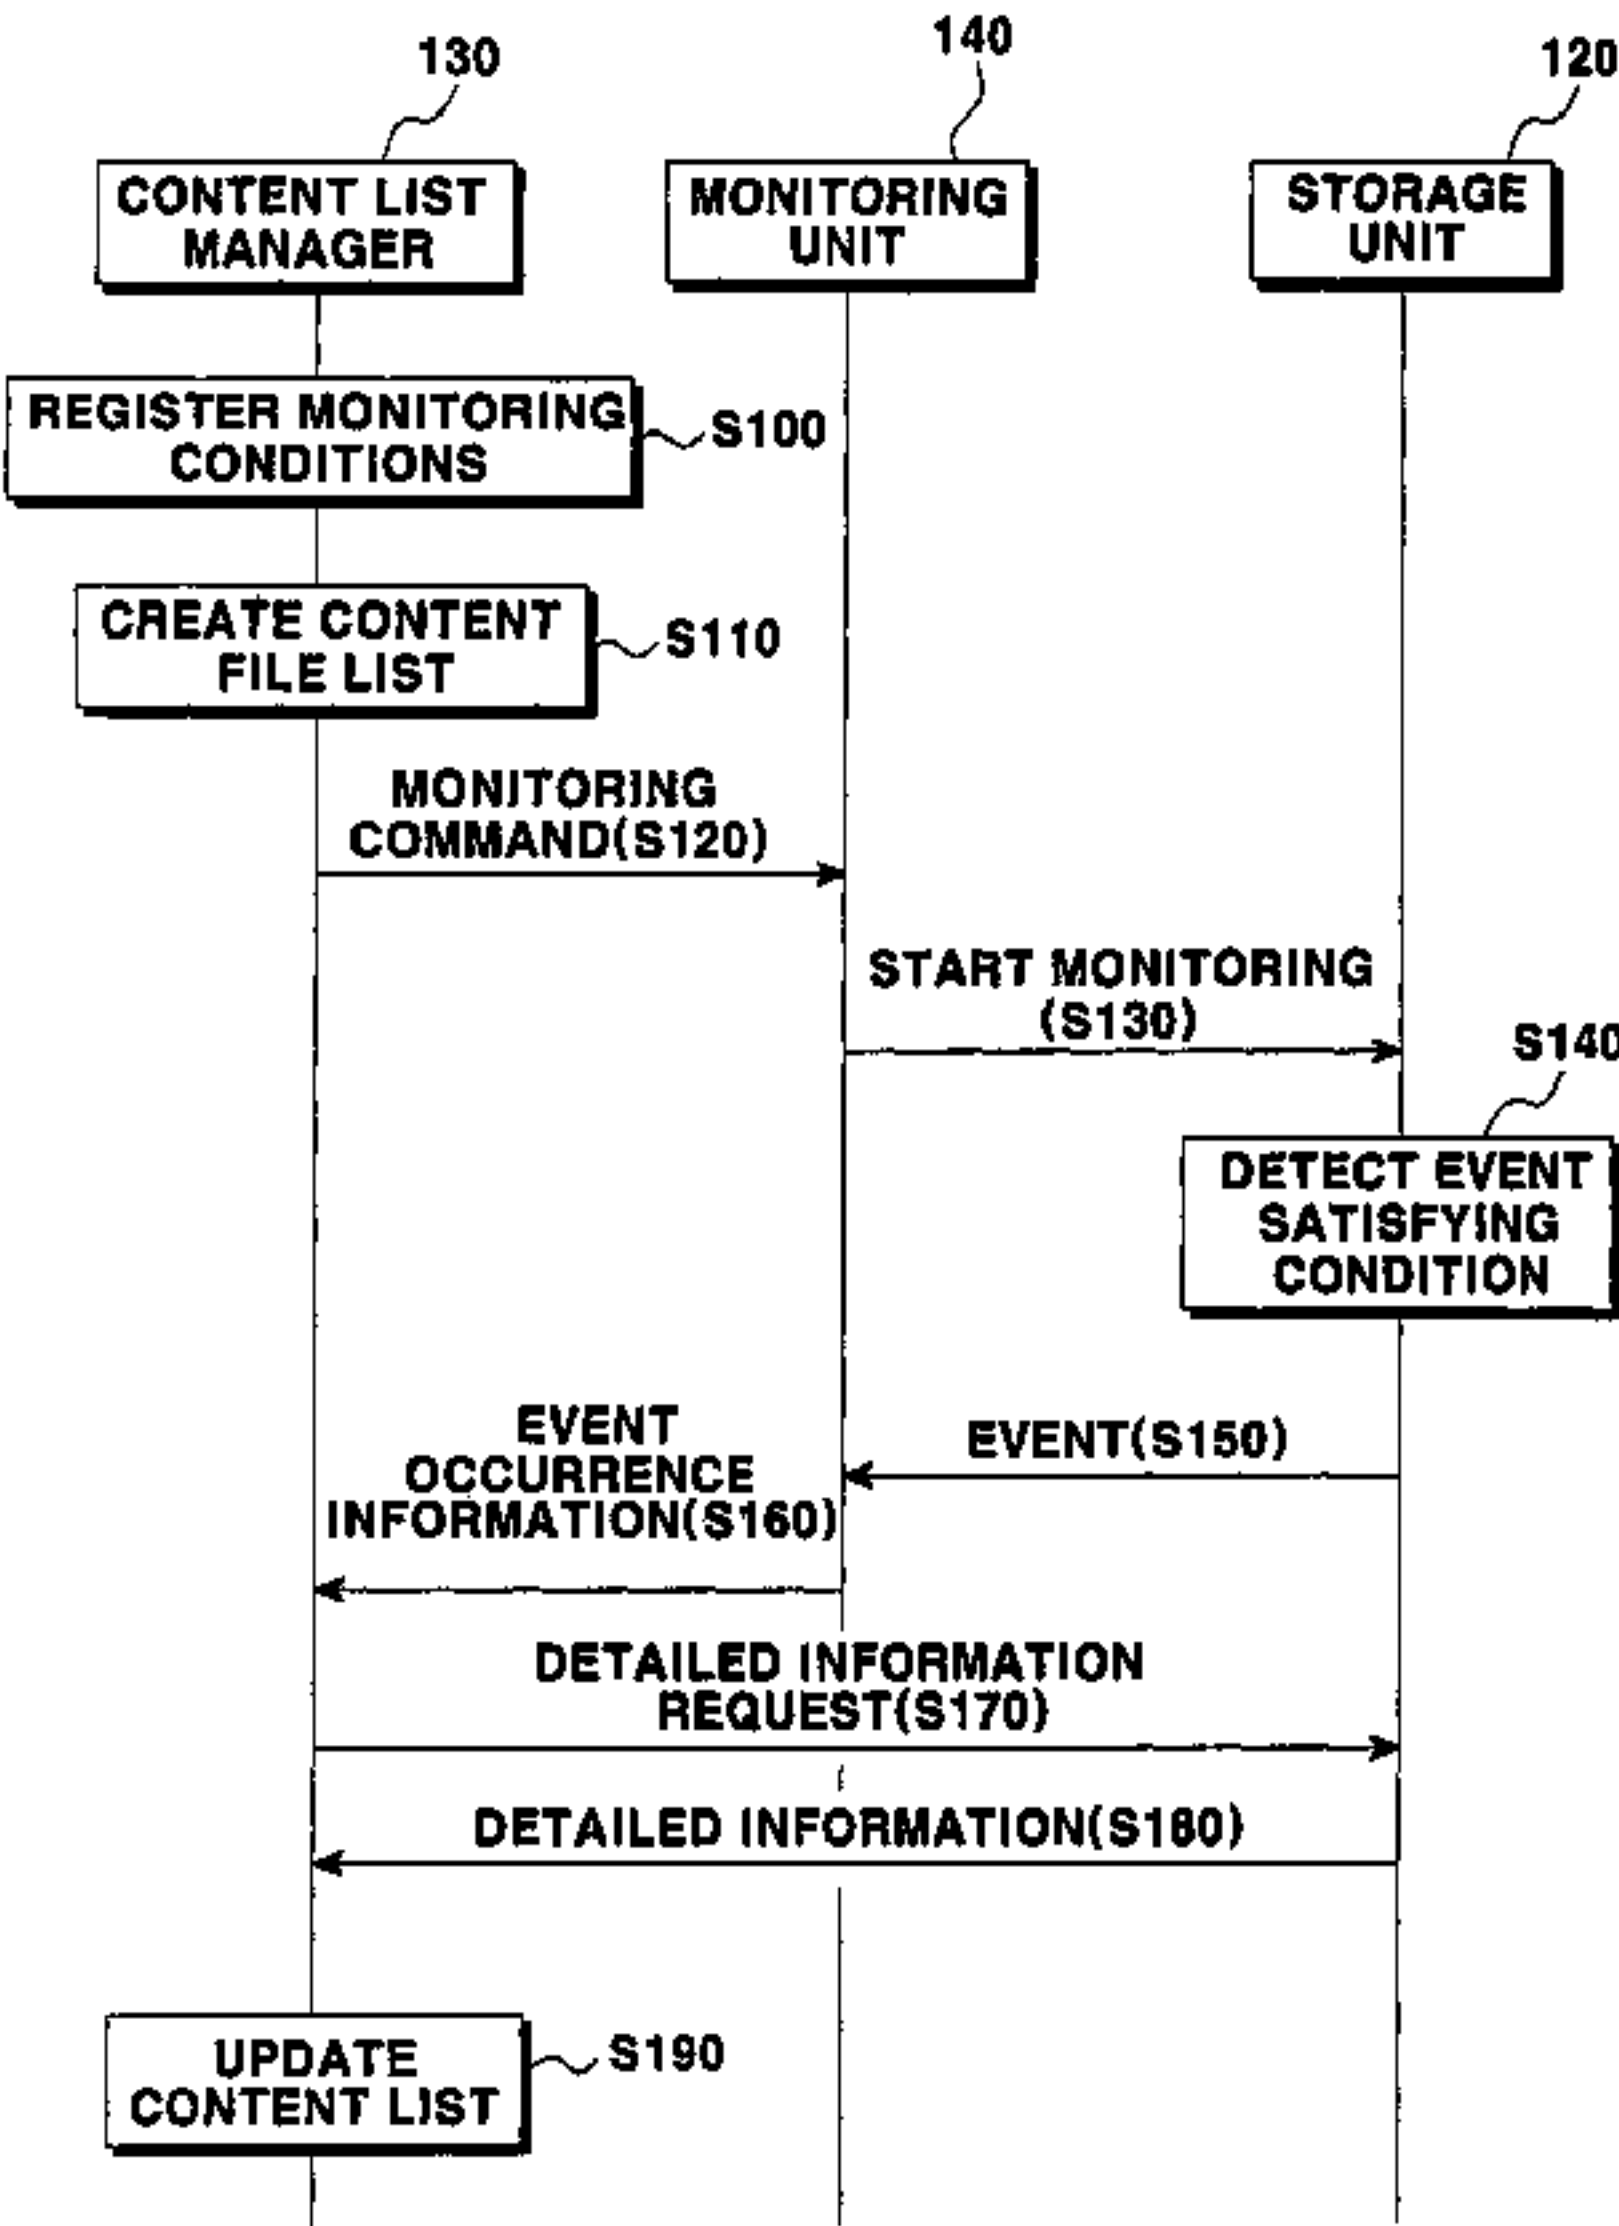 130
140
120
CONTENT LIST
MANAGER
MONITORING
UNIT
STORAGE
UNIT
REGISTER MONITORING
CONDITIONS
S100
CREATE CONTENT
FILE LIST
S110
MONITORING
COMMAND(S120)
START MONITORING
(S130)
S140
DETECT EVENT
SATISFYING
CONDITION
EVENT
OCCURRENCE
INFORMATION(S160)
EVENT(S150)
DETAILED INFORMATION
REQUEST(S170)
DETAILED INFORMATION(S180)
UPDATE
CONTENT LIST
S190